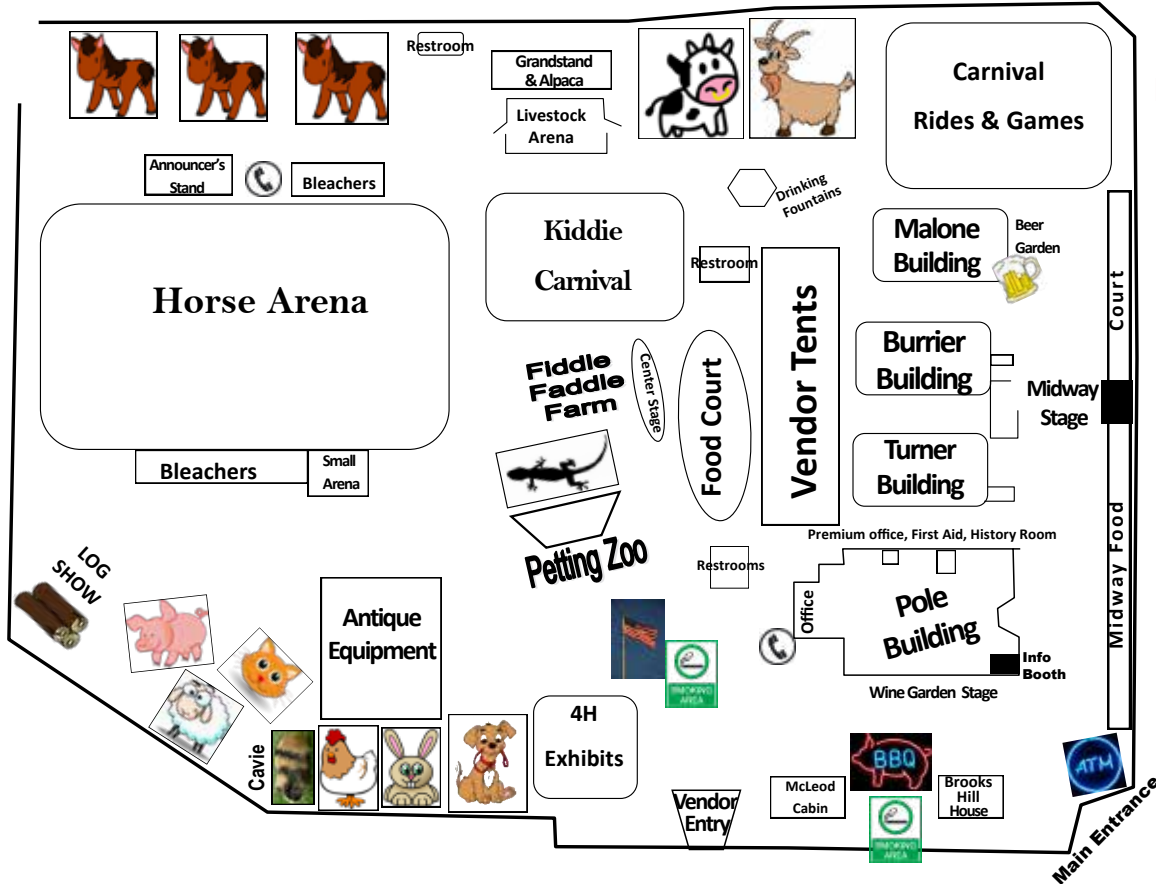 Restroom
Grandstand
& Alpaca
Livestock
Arena
Carnival
Rides & Games
Announcer's
Stand
Bleachers
Drinking
Fountains
Horse Arena
Kiddie
Carnival
Restroom
Vendor Tents
Malone
Building
Beer
Garden
Court
Fiddle
Faddle
Farm
Center Stage
Food Court
Burrier
Building
Midway
Stage
Turner
Building
Bleachers
Small
Arena
Petting Zoo
Restrooms
Premium office, First Aid, History Room
Office
Pole
Building
Info
Booth
Wine Garden Stage
Midway Food
LOG
SHOW
Antique
Equipment
SMOKING
AREA
Cavie
4H
Exhibits
Vendor
Entry
McLeod
Cabin
BBQ
Brooks
Hill
House
SMOKING
AREA
ATM
Main Entrance